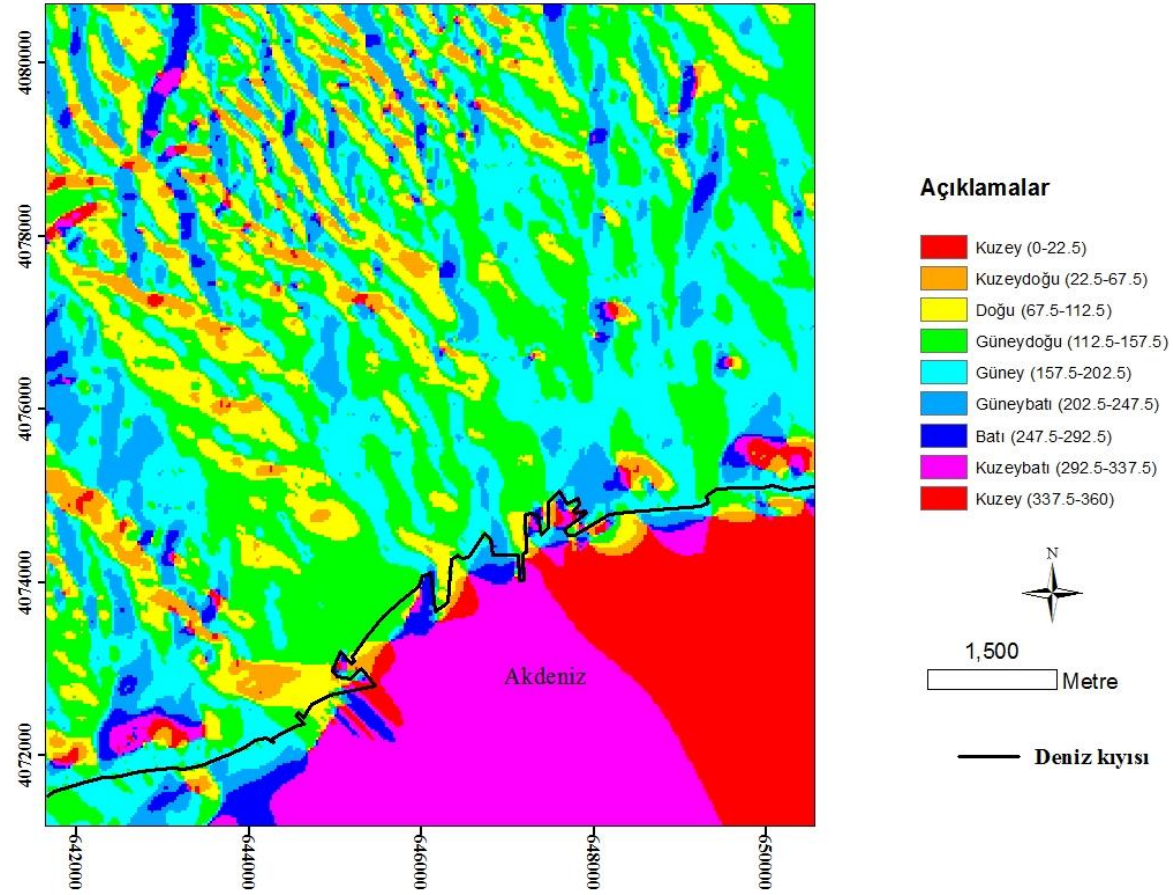 4080000
4078000
4076000
4074000
4072000
642000
644000
646000
648000
650000
Akdeniz
Açıklamalar
Kuzey (0-22.5)
Kuzeydoğu (22.5-67.5)
Doğu (67.5-112.5)
Güneydoğu (112.5-157.5)
Güney (157.5-202.5)
Güneybatı (202.5-247.5)
Batı (247.5-292.5)
Kuzeybatı (292.5-337.5)
Kuzey (337.5-360)
N
1,500
Metre
Deniz kıyısı